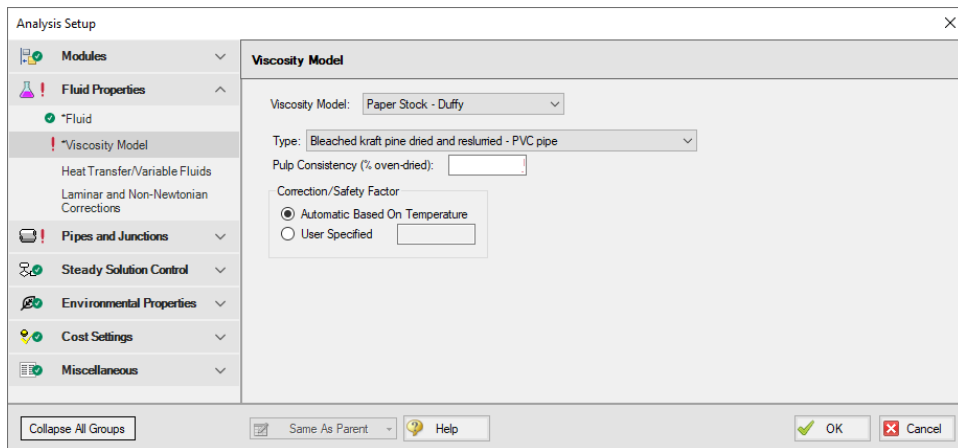 Analysis Setup
Modules
Fluid Properties
*Fluid
*Viscosity Model
Heat Transfer/Variable Fluids
Laminar and Non-Newtonian
Corrections
Pipes and Junctions
Steady Solution Control
Environmental Properties
Cost Settings
Miscellaneous
Viscosity Model
Viscosity Model: Paper Stock - Duffy
Type: Bleached kraft pine dried and reslurried - PVC pipe
Pulp Consistency (% oven-dried):
Correction/Safety Factor
Automatic Based On Temperature
User Specified
Collapse All Groups
Same As Parent
Help
OK
Cancel